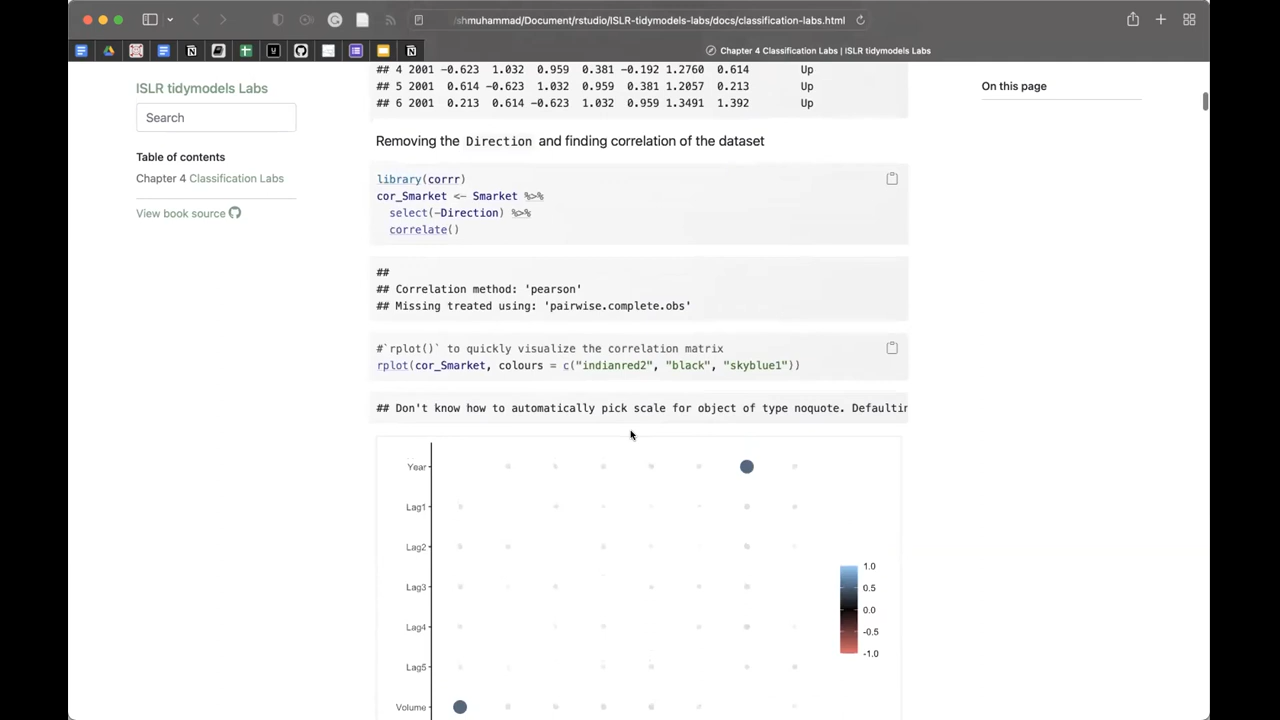 /shmuhammad/Document/rstudio/ISLR-tidymodels-labs/docs/classification-labs.html
Chapter 4 Classification Labs | ISLR tidymodels Labs
ISLR tidymodels Labs
Search
Table of contents
Chapter 4 Classification Labs
View book source
## 4 2001 -0.623 1.032 0.959 0.381 -0.192 1.2760 0.614 Up
## 5 2001 0.614 -0.623 1.032 0.959 0.381 1.2057 0.213 Up
## 6 2001 0.213 0.614 -0.623 1.032 0.959 1.3491 1.392 Up
Removing the Direction and finding correlation of the dataset
library(corrr)
cor_Smarket <- Smarket %>%
select(-Direction) %>%
correlate()
##
## Correlation method: 'pearson'
## Missing treated using: 'pairwise.complete.obs'
#`rplot()` to quickly visualize the correlation matrix
rplot(cor_Smarket, colours = c("indianred2", "black", "skyblue1"))
## Don't know how to automatically pick scale for object of type noquote. Defaultin
Year
Lag1
Lag2
Lag3
Lag4
Lag5
Volume
1.0
0.5
0.0
-0.5
-1.0
On this page